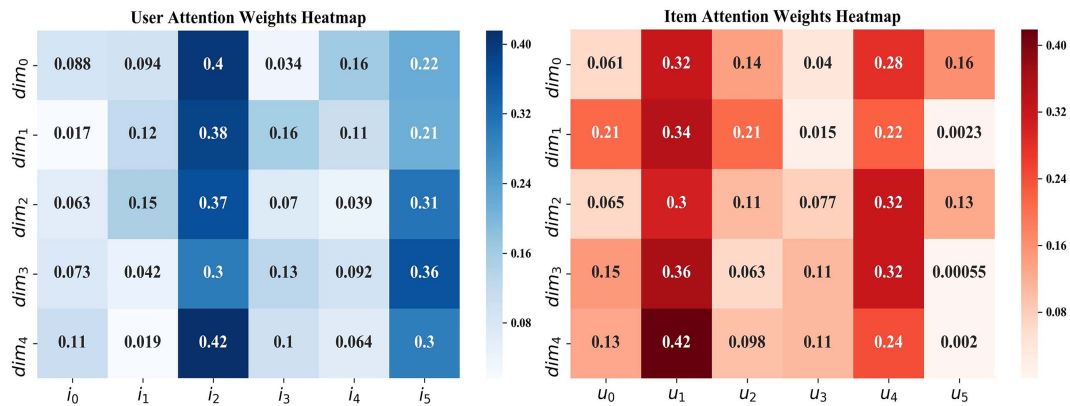 User Attention Weights Heatmap
dim0 0.088 0.094 0.4 0.034 0.16 0.22
dim1 0.017 0.12 0.38 0.16 0.11 0.21
dim2 0.063 0.15 0.37 0.07 0.039 0.31
dim3 0.073 0.042 0.3 0.13 0.092 0.36
dim4 0.11 0.019 0.42 0.1 0.064 0.3
i0 i1 i2 i3 i4 i5
0.40
0.32
0.24
0.16
0.08
Item Attention Weights Heatmap
dim0 0.061 0.32 0.14 0.04 0.28 0.16
dim1 0.21 0.34 0.21 0.015 0.22 0.0023
dim2 0.065 0.3 0.11 0.077 0.32 0.13
dim3 0.15 0.36 0.063 0.11 0.32 0.00055
dim4 0.13 0.42 0.098 0.11 0.24 0.002
u0 u1 u2 u3 u4 u5
0.40
0.32
0.24
0.16
0.08